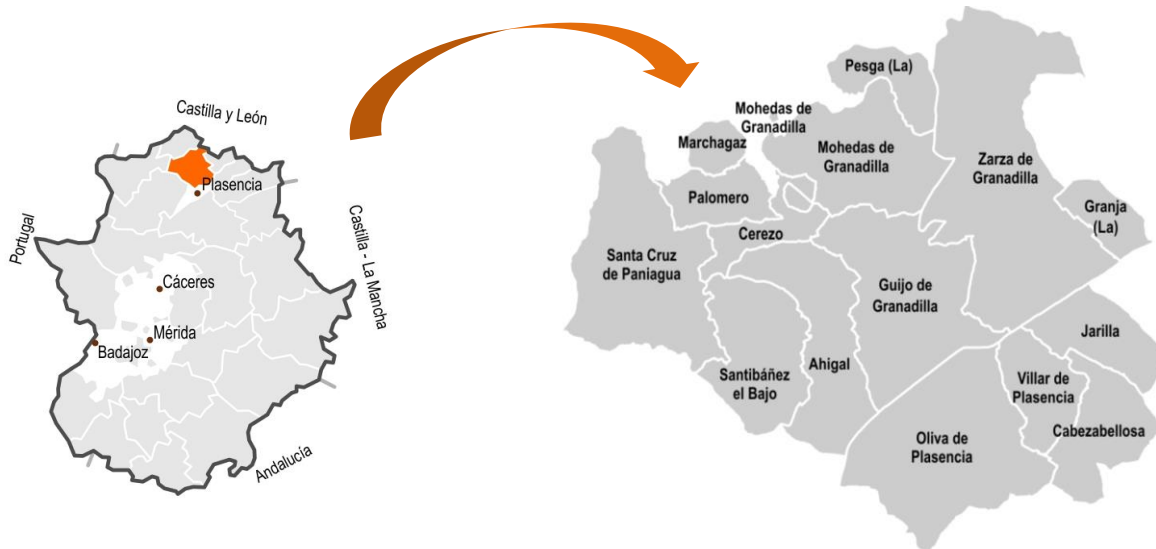 Castilla y León
Plasencia
Portugal
Castilla - La Mancha
Cáceres
Mérida
Badajoz
Andalucía
Pesga (La)
Mohedas de
Granadilla
Marchagaz
Mohedas de
Granadilla
Zarza de
Granadilla
Palomero
Granja
(La)
Cerezo
Santa Cruz
de Paniagua
Guijo de
Granadilla
Jarilla
Santibáñez
el Bajo
Ahigal
Villar de
Plasencia
Cabezabellosa
Oliva de
Plasencia